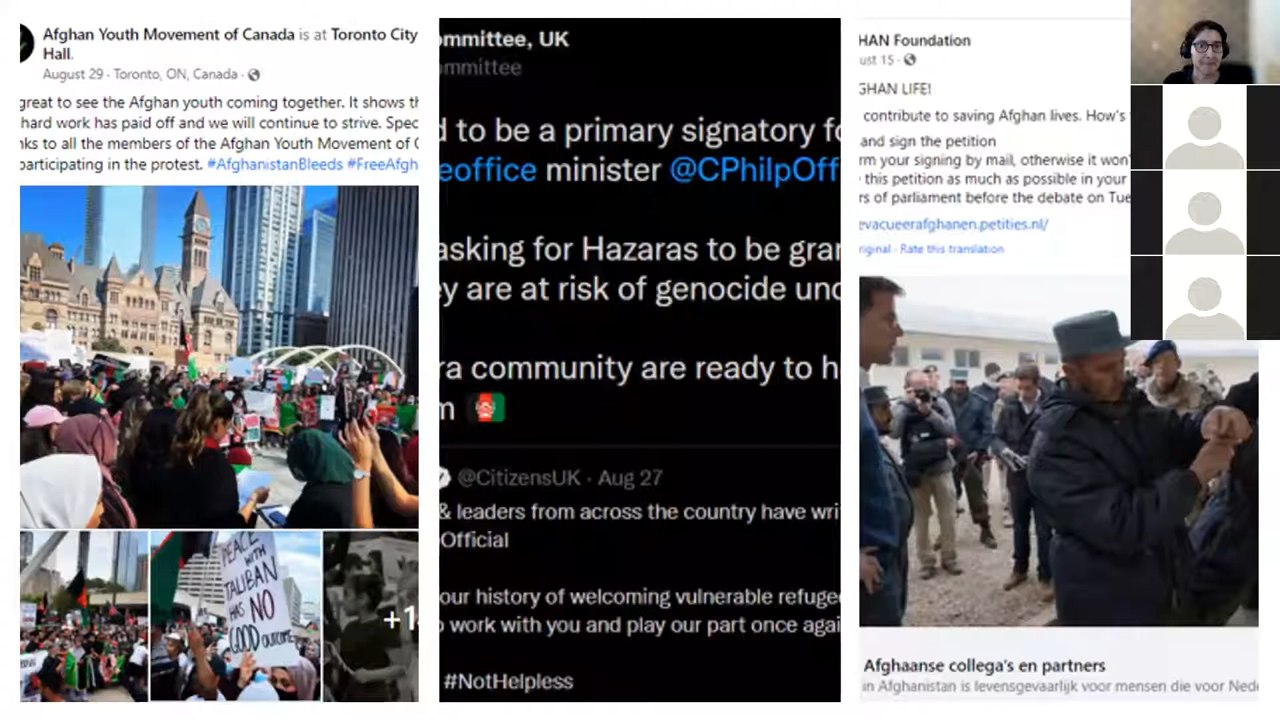 Afghan Youth Movement of Canada is at Toronto City
Hall.
August 29 · Toronto, ON, Canada ·
great to see the Afghan youth coming together. It shows th
hard work has paid off and we will continue to strive. Spec
nks to all the members of the Afghan Youth Movement of C
participating in the protest. #AfghanistanBleeds #FreeAfgh
PEACE
WITH
TALIBAN
HAS NO
GOOD OUTCOME
+1
ommittee, UK
ommittee
d to be a primary signatory fo
eoffice minister @CPhilpOff
asking for Hazaras to be gran
ey are at risk of genocide und
ra community are ready to h
m
@CitizensUK · Aug 27
& leaders from across the country have wri
Official
our history of welcoming vulnerable refuge
o work with you and play our part once agai
#NotHelpless
HAN Foundation
ust 15 ·
GHAN LIFE!
contribute to saving Afghan lives. How's
and sign the petition
rm your signing by mail, otherwise it won'
this petition as much as possible in your
rs of parliament before the debate on Tue
evacueerafghanen.petities.nl/
riginal · Rate this translation
Afghaanse collega's en partners
in Afghanistan is levensgevaarlijk voor mensen die voor Nede